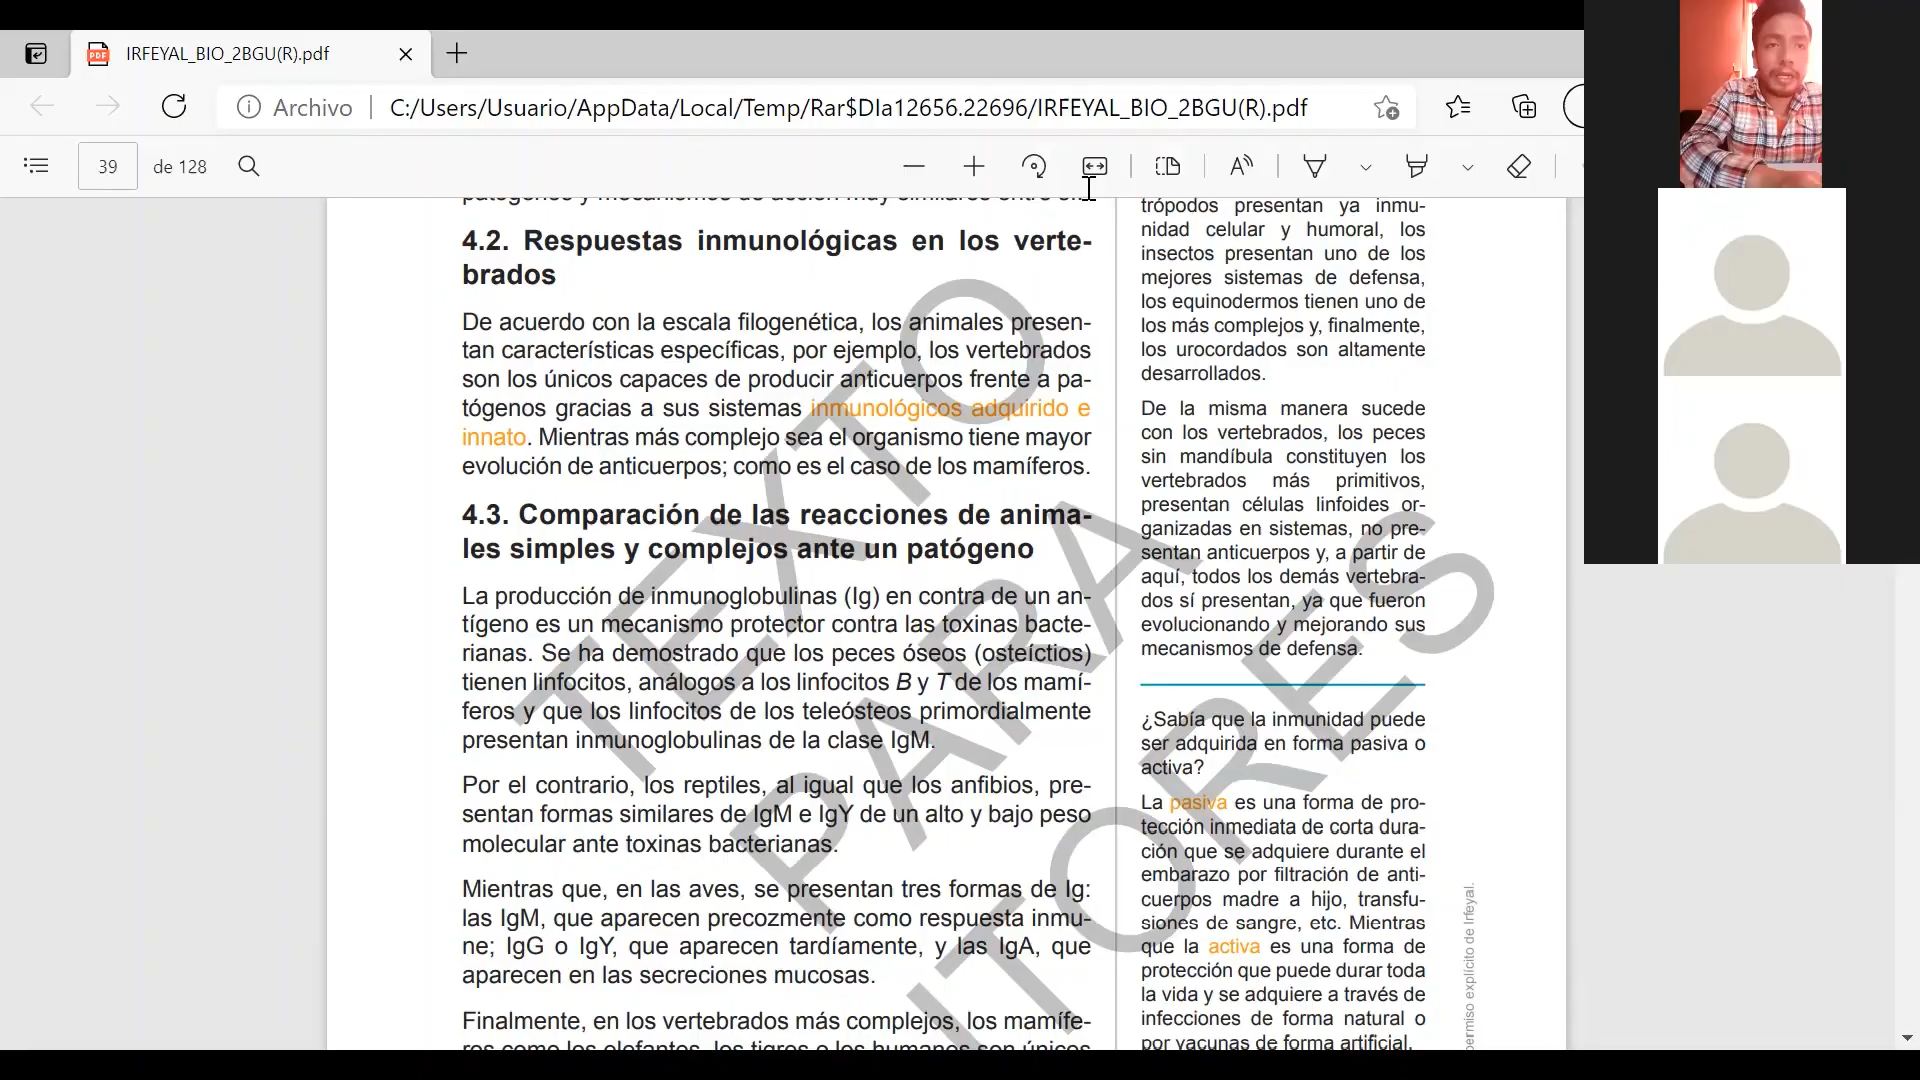 IRFEYAL_BIO_2BGU(R).pdf
Archivo
C:/Users/Usuario/AppData/Local/Temp/Rar$DIa12656.22696/IRFEYAL_BIO_2BGU(R).pdf
39 de 128
4.2. Respuestas inmunológicas en los verte-
brados
De acuerdo con la escala filogenética, los animales presen-
tan características específicas, por ejemplo, los vertebrados
son los únicos capaces de producir anticuerpos frente a pa-
tógenos gracias a sus sistemas inmunológicos adquirido e
innato. Mientras más complejo sea el organismo tiene mayor
evolución de anticuerpos; como es el caso de los mamíferos.
4.3. Comparación de las reacciones de anima-
les simples y complejos ante un patógeno
La producción de inmunoglobulinas (Ig) en contra de un an-
tígeno es un mecanismo protector contra las toxinas bacte-
rianas. Se ha demostrado que los peces óseos (osteíctios)
tienen linfocitos, análogos a los linfocitos B y T de los mamí-
feros y que los linfocitos de los teleósteos primordialmente
presentan inmunoglobulinas de la clase IgM.
Por el contrario, los reptiles, al igual que los anfibios, pre-
sentan formas similares de IgM e IgY de un alto y bajo peso
molecular ante toxinas bacterianas.
Mientras que, en las aves, se presentan tres formas de Ig:
las IgM, que aparecen precozmente como respuesta inmu-
ne; IgG o IgY, que aparecen tardíamente, y las IgA, que
aparecen en las secreciones mucosas.
Finalmente, en los vertebrados más complejos, los mamífe-
ros como los elefantes, los tigres o los humanos son únicos
trópodos presentan ya inmu-
nidad celular y humoral, los
insectos presentan uno de los
mejores sistemas de defensa,
los equinodermos tienen uno de
los más complejos y, finalmente,
los urocordados son altamente
desarrollados.
De la misma manera sucede
con los vertebrados, los peces
sin mandíbula constituyen los
vertebrados más primitivos,
presentan células linfoides or-
ganizadas en sistemas, no pre-
sentan anticuerpos y, a partir de
aquí, todos los demás vertebra-
dos sí presentan, ya que fueron
evolucionando y mejorando sus
mecanismos de defensa.
¿Sabía que la inmunidad puede
ser adquirida en forma pasiva o
activa?
La pasiva es una forma de pro-
tección inmediata de corta dura-
ción que se adquiere durante el
embarazo por filtración de anti-
cuerpos madre a hijo, transfu-
siones de sangre, etc. Mientras
que la activa es una forma de
protección que puede durar toda
la vida y se adquiere a través de
infecciones de forma natural o
por vacunas de forma artificial.
permiso explícito de Irfeyal.
TEXTO
PARA
ITORES